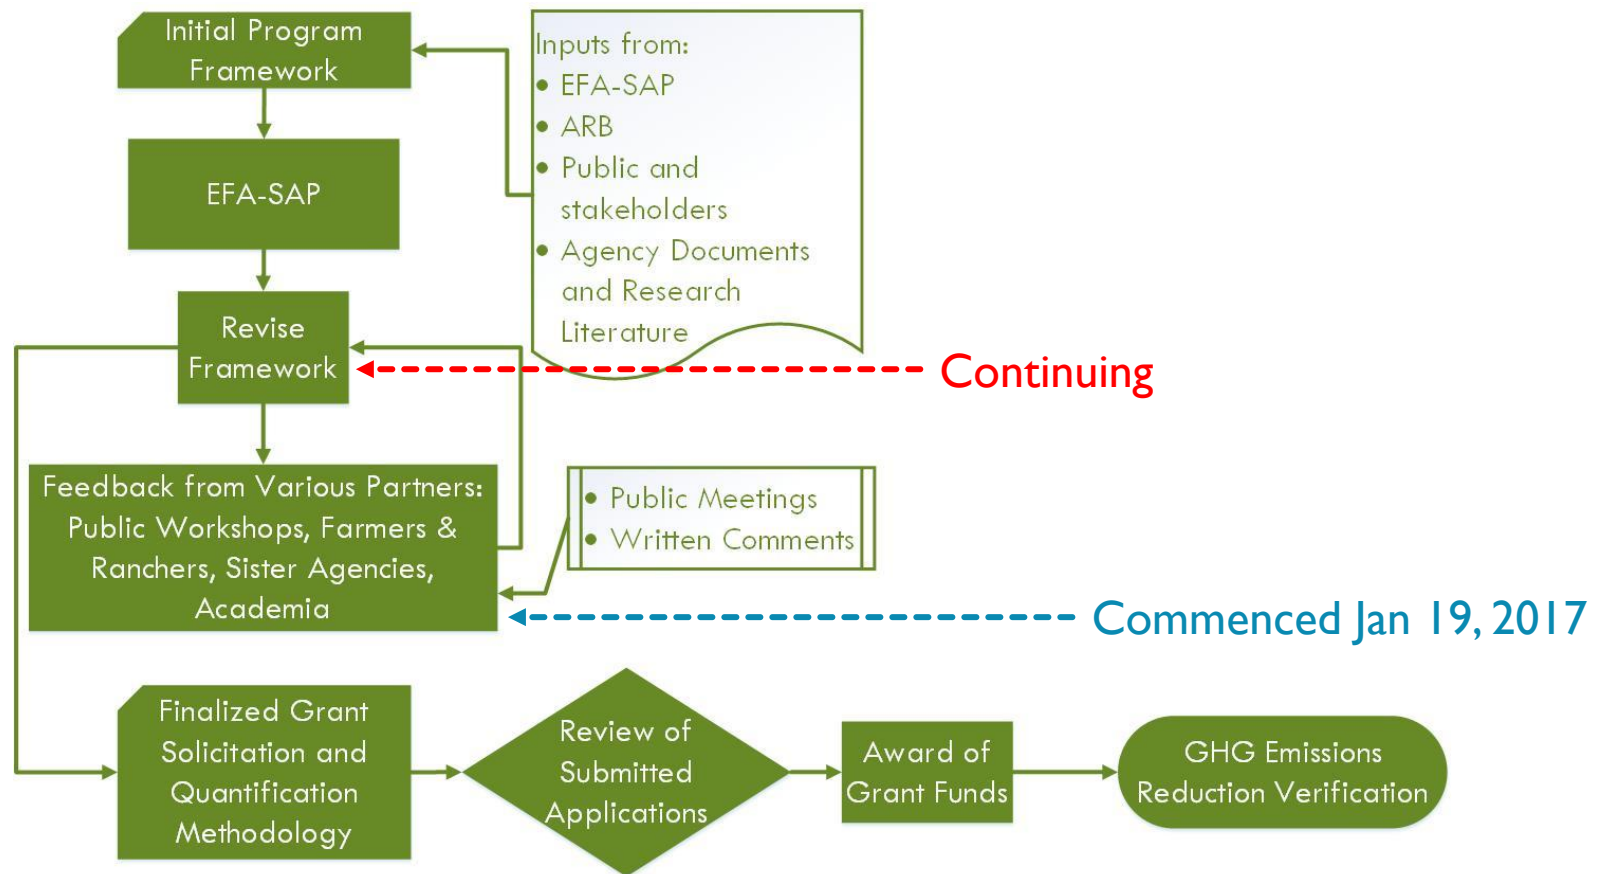 Initial Program
Framework
Inputs from:
• EFA-SAP
• ARB
• Public and
stakeholders
• Agency Documents
and Research
Literature
EFA-SAP
Revise
Framework
Continuing
Feedback from Various Partners:
Public Workshops, Farmers &
Ranchers, Sister Agencies,
Academia
• Public Meetings
• Written Comments
Commenced Jan 19, 2017
Finalized Grant
Solicitation and
Quantification
Methodology
Review of
Submitted
Applications
Award of
Grant Funds
GHG Emissions
Reduction Verification